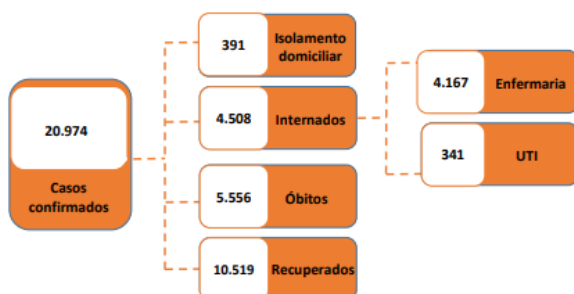 20.974
Casos
confirmados
391
Isolamento
domiciliar
4.508
Internados
5.556
Óbitos
10.519
Recuperados
4.167
Enfermaria
341
UTI